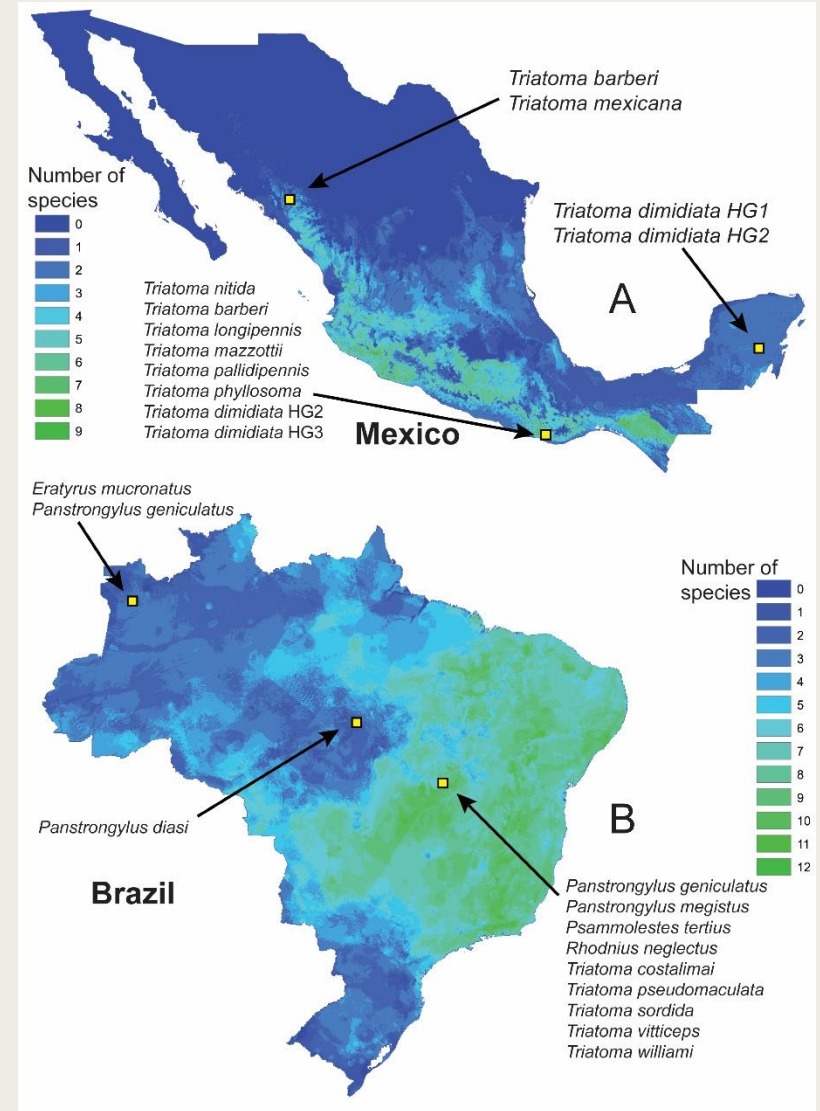 Triatoma barberi
Triatoma mexicana
Triatoma dimidiata HG1
Triatoma dimidiata HG2
A
Number of
species
0
1
2
3
4
5
6
7
8
9
Triatoma nitida
Triatoma barberi
Triatoma longipennis
Triatoma mazzottii
Triatoma pallidipennis
Triatoma phyllosoma
Triatoma dimidiata HG2
Triatoma dimidiata HG3
Mexico
Eratyrus mucronatus
Panstrongylus geniculatus
Number of
species
0
1
2
3
4
5
6
7
8
9
10
11
12
Panstrongylus diasi
B
Brazil
Panstrongylus geniculatus
Panstrongylus megistus
Psammolestes tertius
Rhodnius neglectus
Triatoma costalimai
Triatoma pseudomaculata
Triatoma sordida
Triatoma vitticeps
Triatoma williami